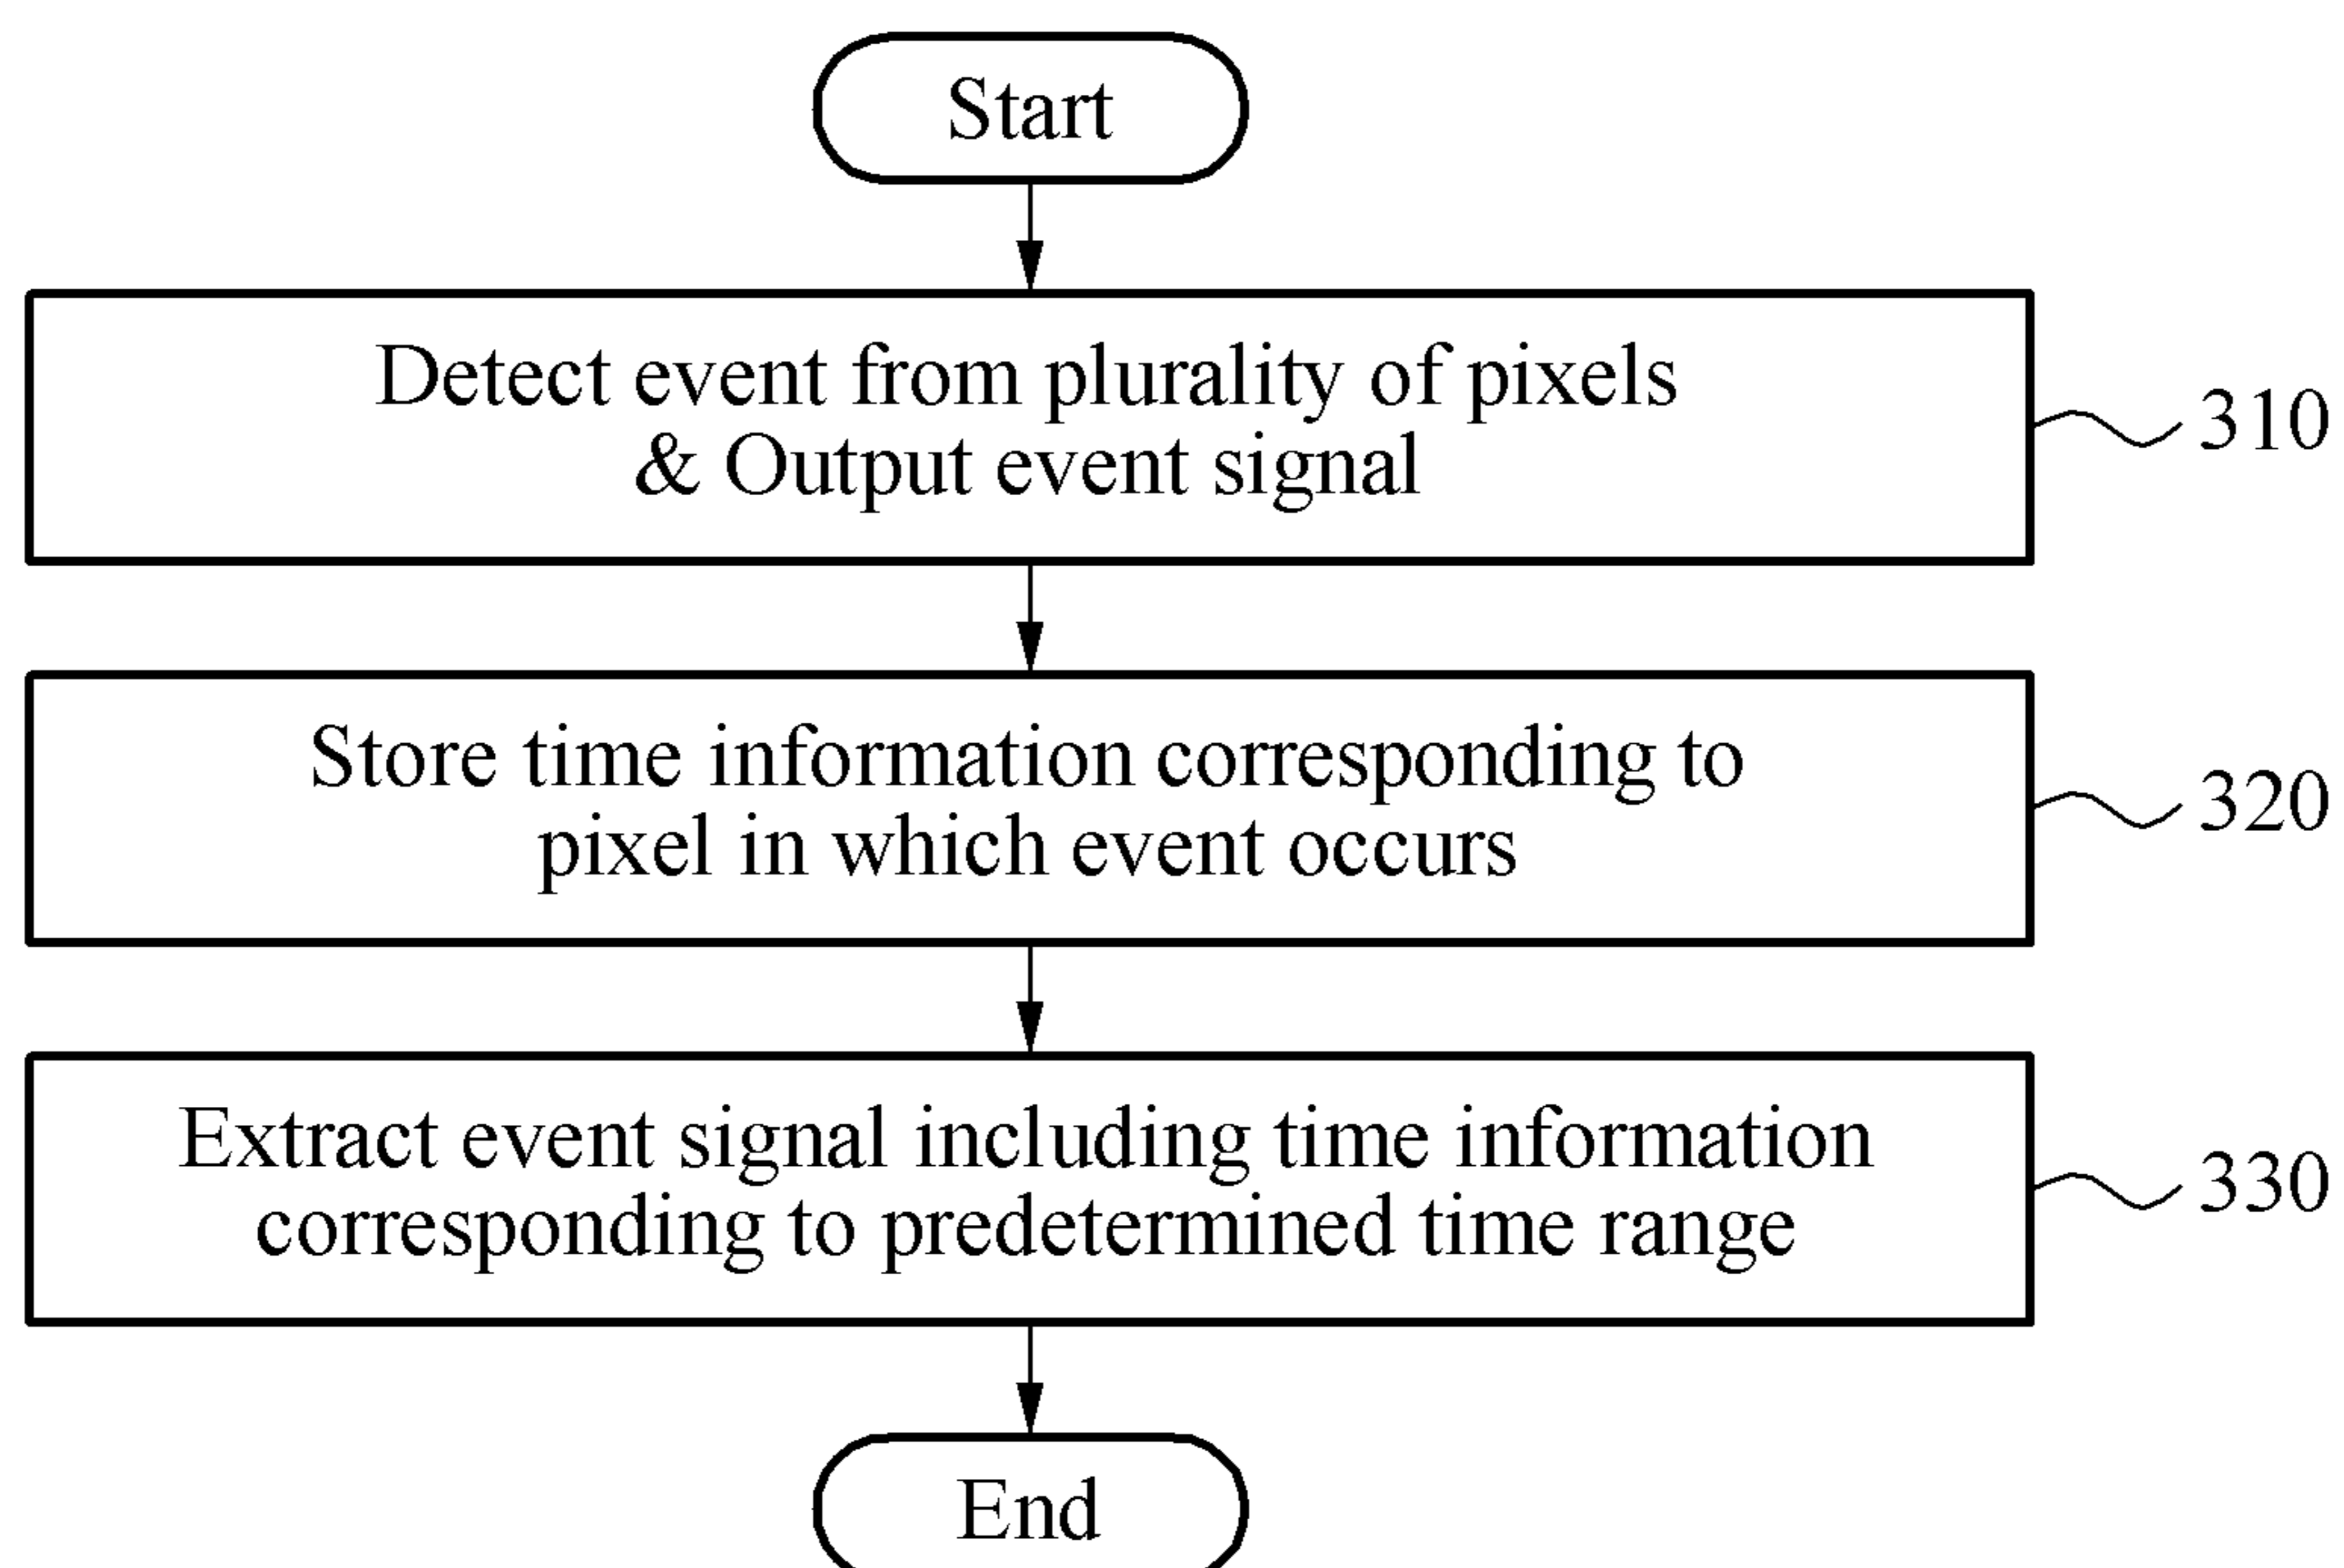 Start
Detect event from plurality of pixels
& Output event signal
310
Store time information corresponding to
pixel in which event occurs
320
Extract event signal including time information
corresponding to predetermined time range
330
End